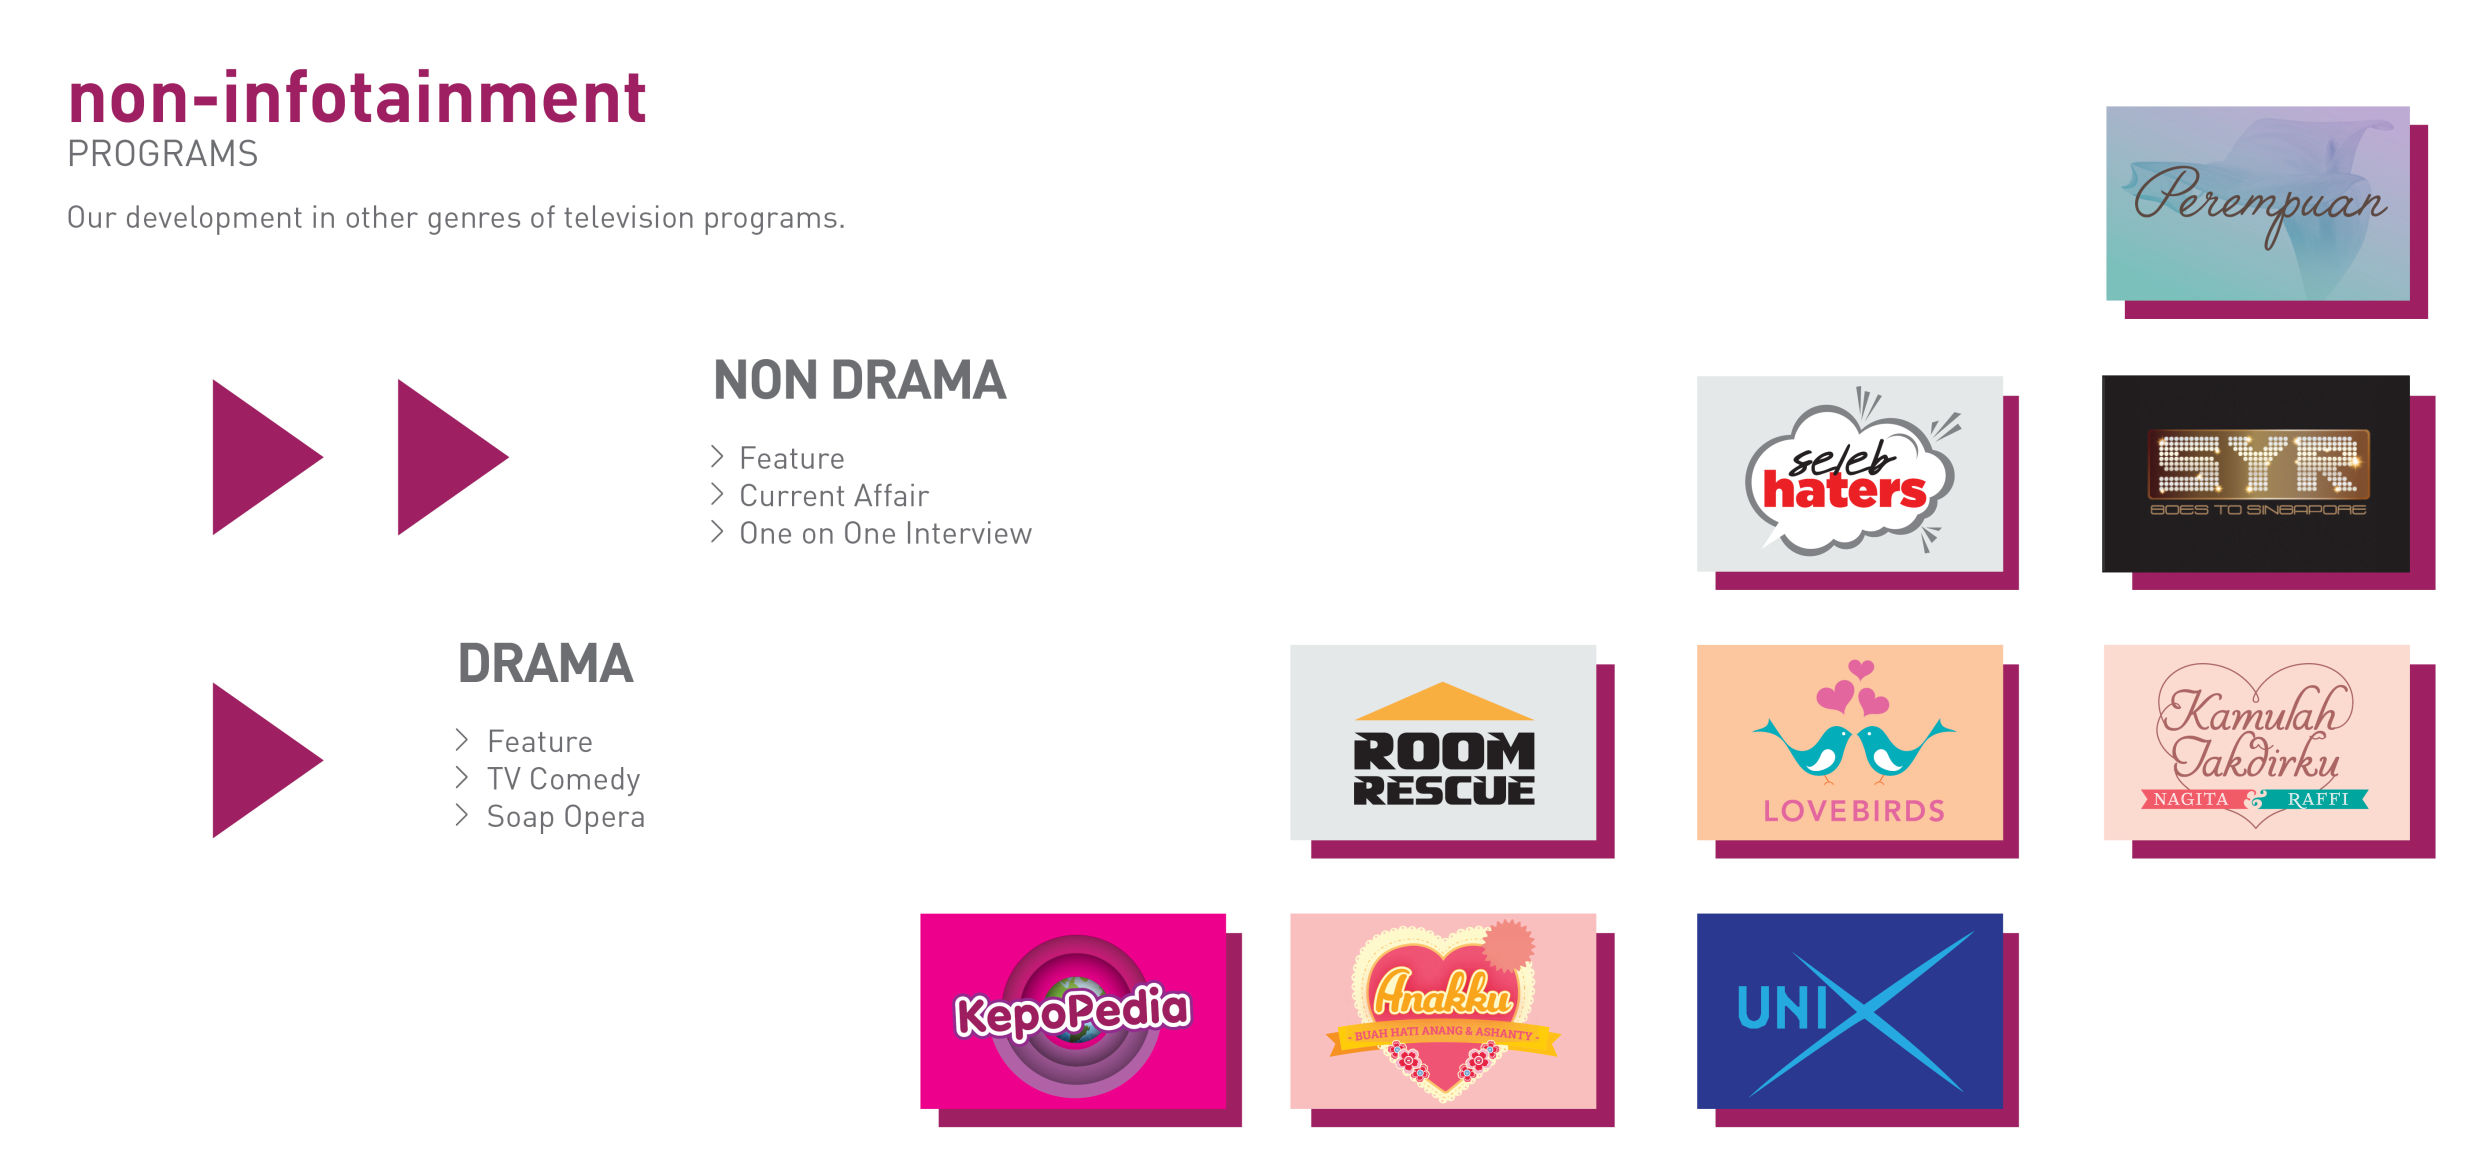 non-infotainment
PROGRAMS
Our development in other genres of television programs.
NON DRAMA
Feature
Current Affair
One on One Interview
DRAMA
Feature
TV Comedy
Soap Opera
Perempuan
seleb
haters
SYR
GOES TO SINGAPORE
ROOM
RESCUE
LOVEBIRDS
Kamulah
Takdirku
NAGITA & RAFFI
KepoPedia
Anakku
- BUAH HATI ANANG & ASHANTY -
UNIX